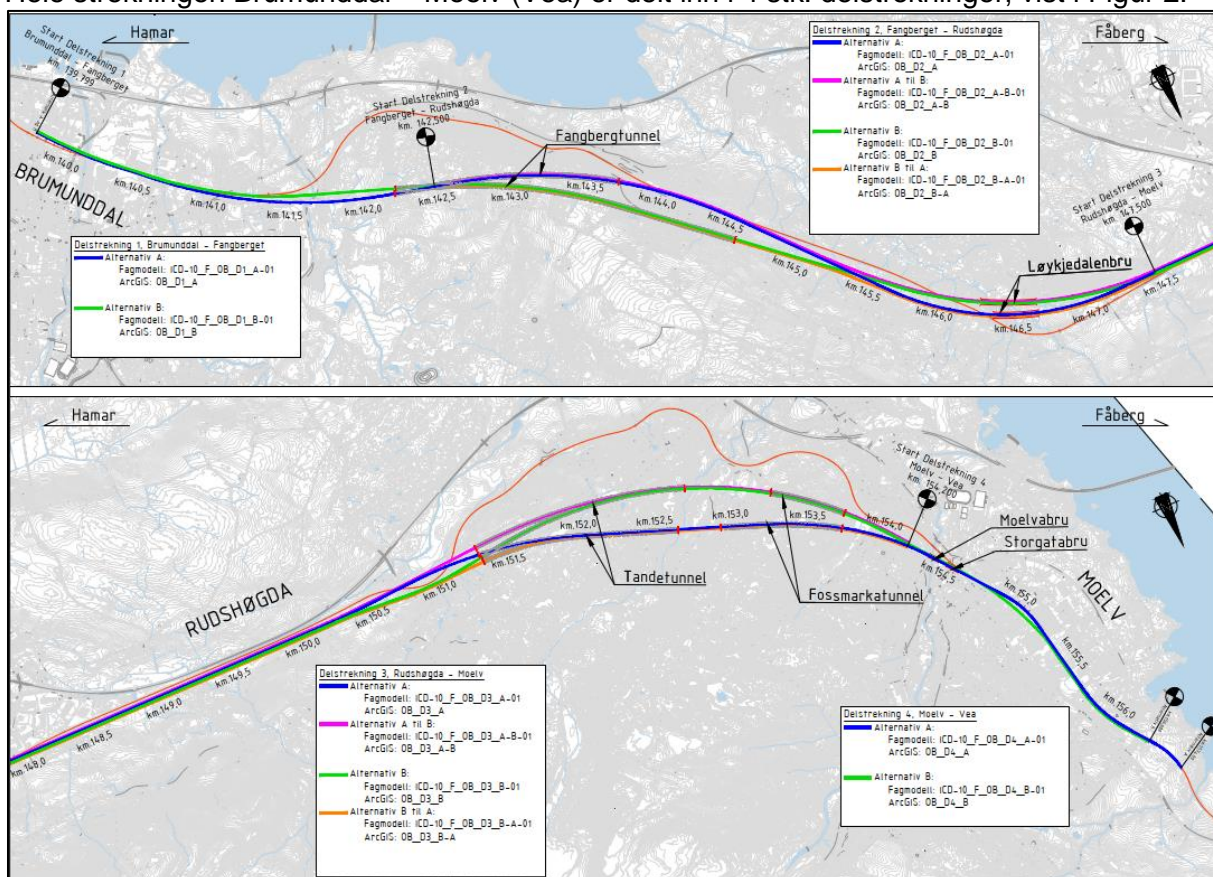 Hele strekningen Brumunddal – Moelv (Vea) er delt inn i 4 stk. delstrekninger, vist i Figur 2.
Hamar
Fåberg
Start Delstrekning 1
Brumunddal - Fangberget
km. 139,799
Start Delstrekning 2
Fangberget - Rudshøgda
km. 142,500
Fangbergtunnel
Delstrekning 2, Fangberget - Rudshøgda
Alternativ A:
Fagmodell: ICD-10_F_OB_D2_A-01
ArcGIS: OB_D2_A
Alternativ A til B:
Fagmodell: ICD-10_F_OB_D2_A-B-01
ArcGIS: OB_D2_A-B
Alternativ B:
Fagmodell: ICD-10_F_OB_D2_B-01
ArcGIS: OB_D2_B
Alternativ B til A:
Fagmodell: ICD-10_F_OB_D2_B-A-01
ArcGIS: OB_D2_B-A
Start Delstrekning 3
Rudshøgda - Moelv
km. 147,500
BRUMUNDDAL
km.140,0
km.140,5
km.141,0
km.141,5
km.142,0
km.142,5
km.143,0
km.143,5
km.144,0
km.144,5
km.145,0
km.145,5
km.146,0
km.146,5
km.147,0
km.147,5
Løykjedalenbru
Delstrekning 1, Brumunddal - Fangberget
Alternativ A:
Fagmodell: ICD-10_F_OB_D1_A-01
ArcGIS: OB_D1_A
Alternativ B:
Fagmodell: ICD-10_F_OB_D1_B-01
ArcGIS: OB_D1_B
Hamar
Fåberg
Start Delstrekning 4
Moelv - Vea
km. 154,200
Moelvabru
Storgatabru
RUDSHØGDA
MOELV
Tandetunnel
Fossmarkatunnel
km.148,0
km.148,5
km.149,0
km.149,5
km.150,0
km.150,5
km.151,0
km.151,5
km.152,0
km.152,5
km.153,0
km.153,5
km.154,0
km.154,5
km.155,0
km.155,5
km.156,0
Delstrekning 3, Rudshøgda - Moelv
Alternativ A:
Fagmodell: ICD-10_F_OB_D3_A-01
ArcGIS: OB_D3_A
Alternativ A til B:
Fagmodell: ICD-10_F_OB_D3_A-B-01
ArcGIS: OB_D3_A-B
Alternativ B:
Fagmodell: ICD-10_F_OB_D3_B-01
ArcGIS: OB_D3_B
Alternativ B til A:
Fagmodell: ICD-10_F_OB_D3_B-A-01
ArcGIS: OB_D3_B-A
Delstrekning 4, Moelv - Vea
Alternativ A:
Fagmodell: ICD-10_F_OB_D4_A-01
ArcGIS: OB_D4_A
Alternativ B:
Fagmodell: ICD-10_F_OB_D4_B-01
ArcGIS: OB_D4_B